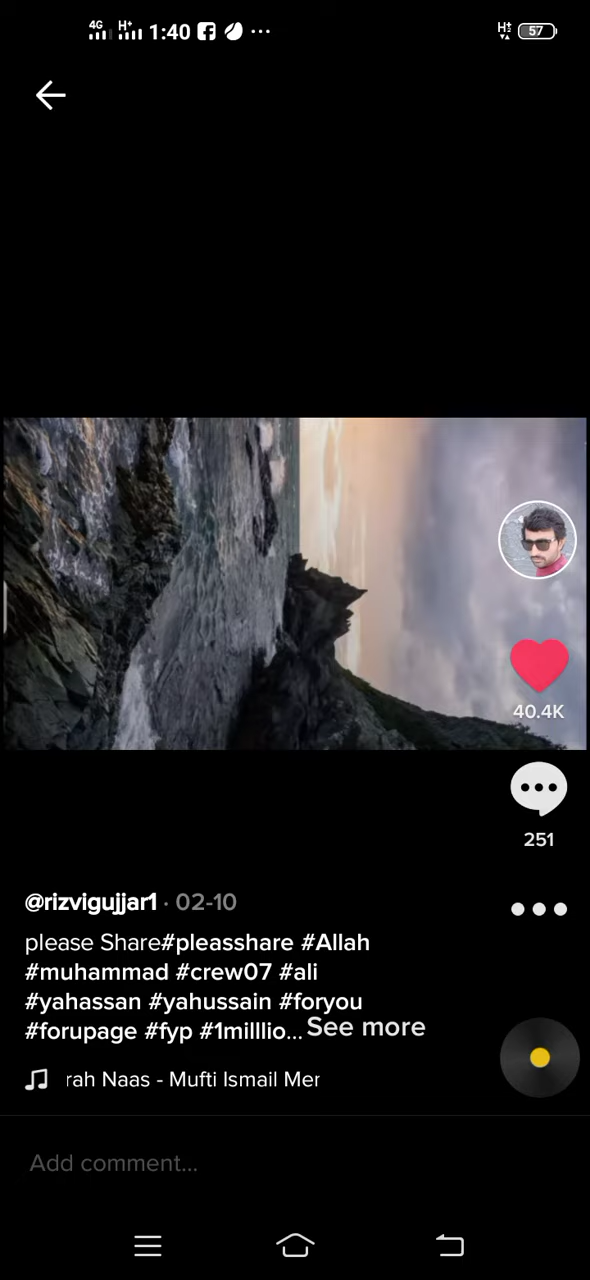 4G H+ 1:40 ... H± 57
40.4K
251
@rizvigujjar1 · 02-10
please Share#pleasshare #Allah
#muhammad #crew07 #ali
#yahassan #yahussain #foryou
#forupage #fyp #1milllio... See more
rah Naas - Mufti Ismail Mer
Add comment...